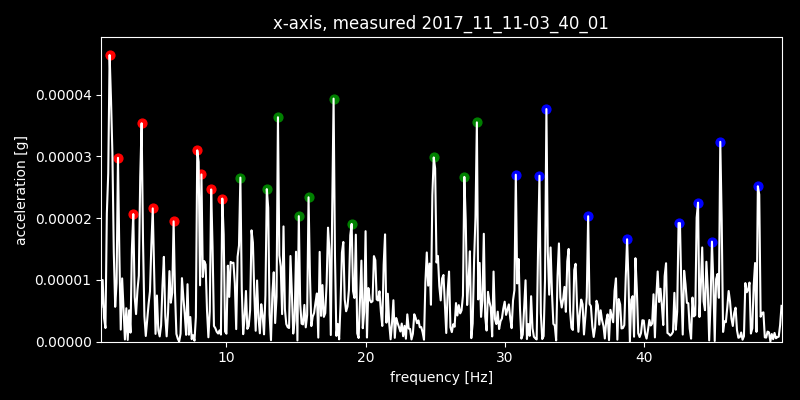 x-axis, measured 2017_11_11-03_40_01
acceleration [g]
0.00004
0.00003
0.00002
0.00001
0.00000
10 20 30 40
frequency [Hz]